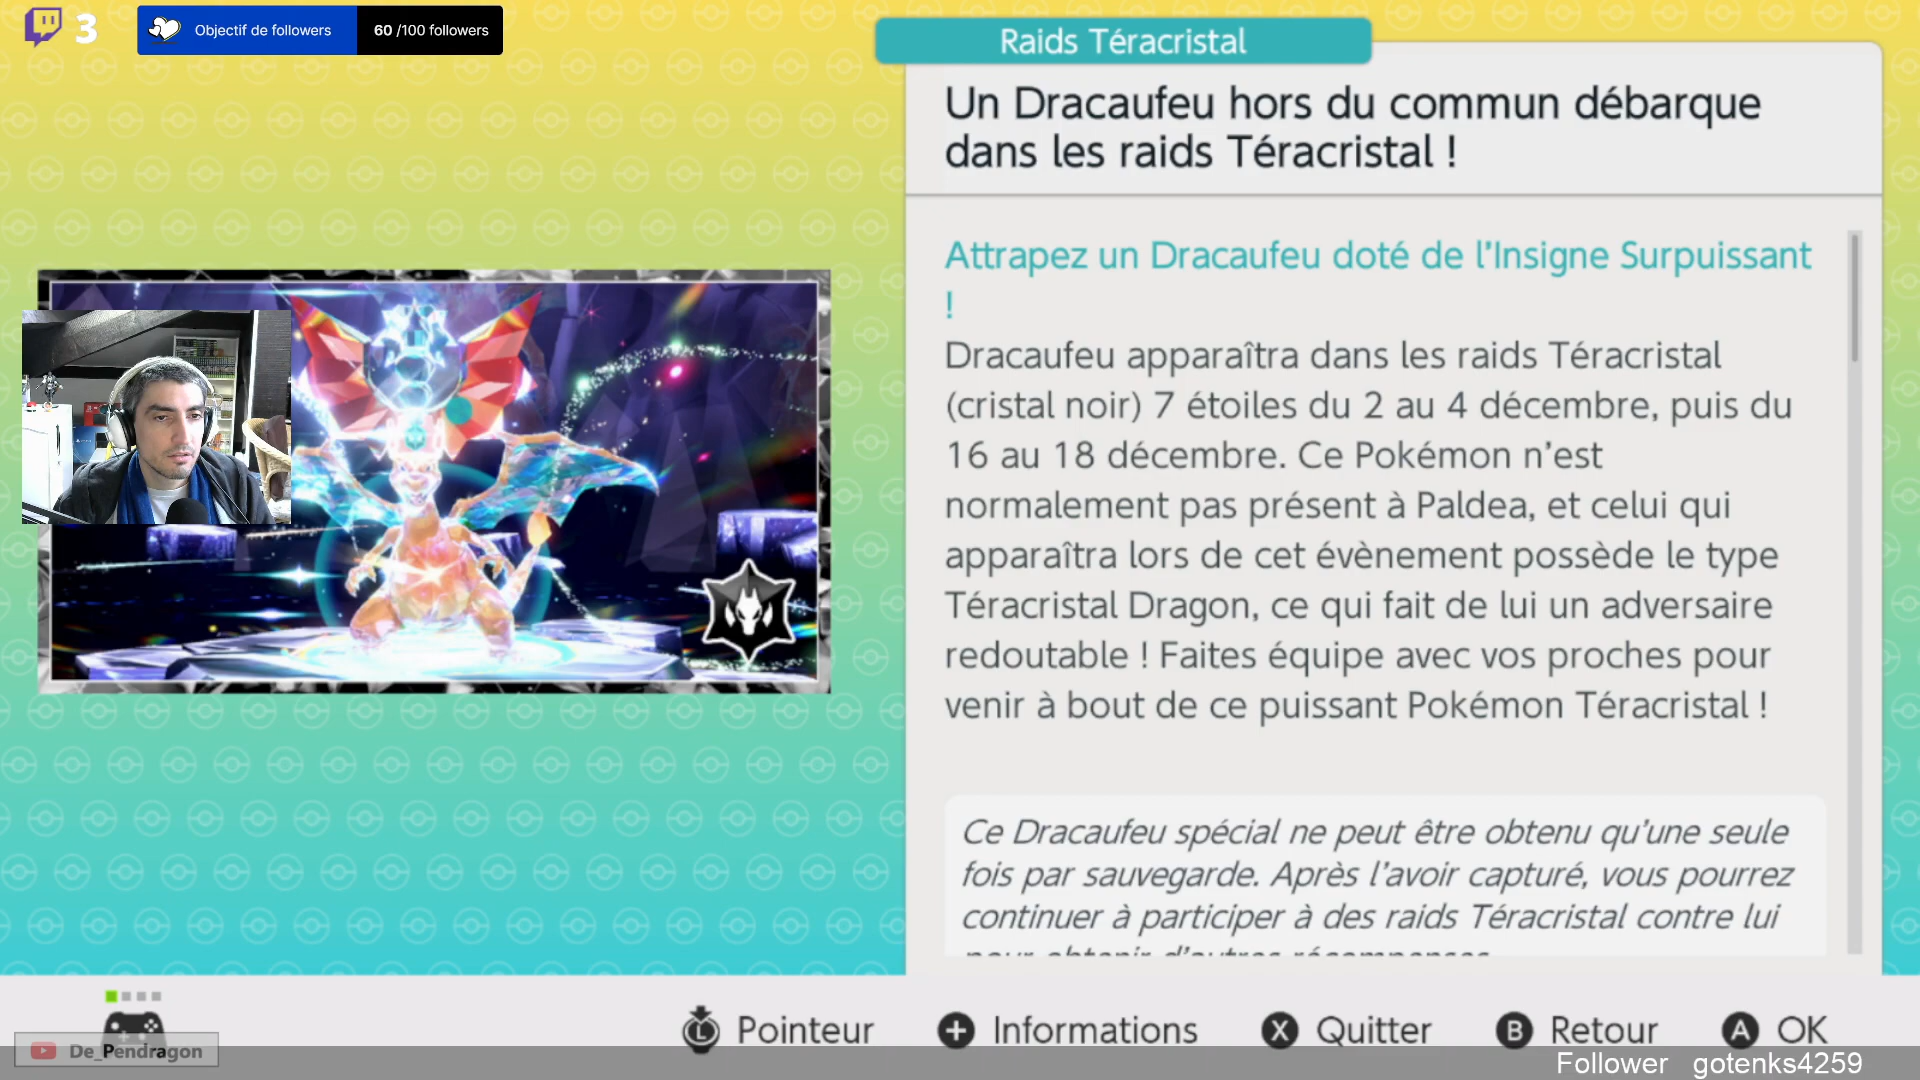 3
Objectif de followers
60 /100 followers
Raids Téracristal
Un Dracaufeu hors du commun débarque
dans les raids Téracristal !
Attrapez un Dracaufeu doté de l'Insigne Surpuissant
!
Dracaufeu apparaîtra dans les raids Téracristal
(cristal noir) 7 étoiles du 2 au 4 décembre, puis du
16 au 18 décembre. Ce Pokémon n'est
normalement pas présent à Paldea, et celui qui
apparaîtra lors de cet évènement possède le type
Téracristal Dragon, ce qui fait de lui un adversaire
redoutable ! Faites équipe avec vos proches pour
venir à bout de ce puissant Pokémon Téracristal !
Ce Dracaufeu spécial ne peut être obtenu qu'une seule
fois par sauvegarde. Après l'avoir capturé, vous pourrez
continuer à participer à des raids Téracristal contre lui
pour obtenir d'autres récompenses.
L Pointeur
+ Informations
X Quitter
B Retour
A OK
De_Pendragon
Follower gotenks4259